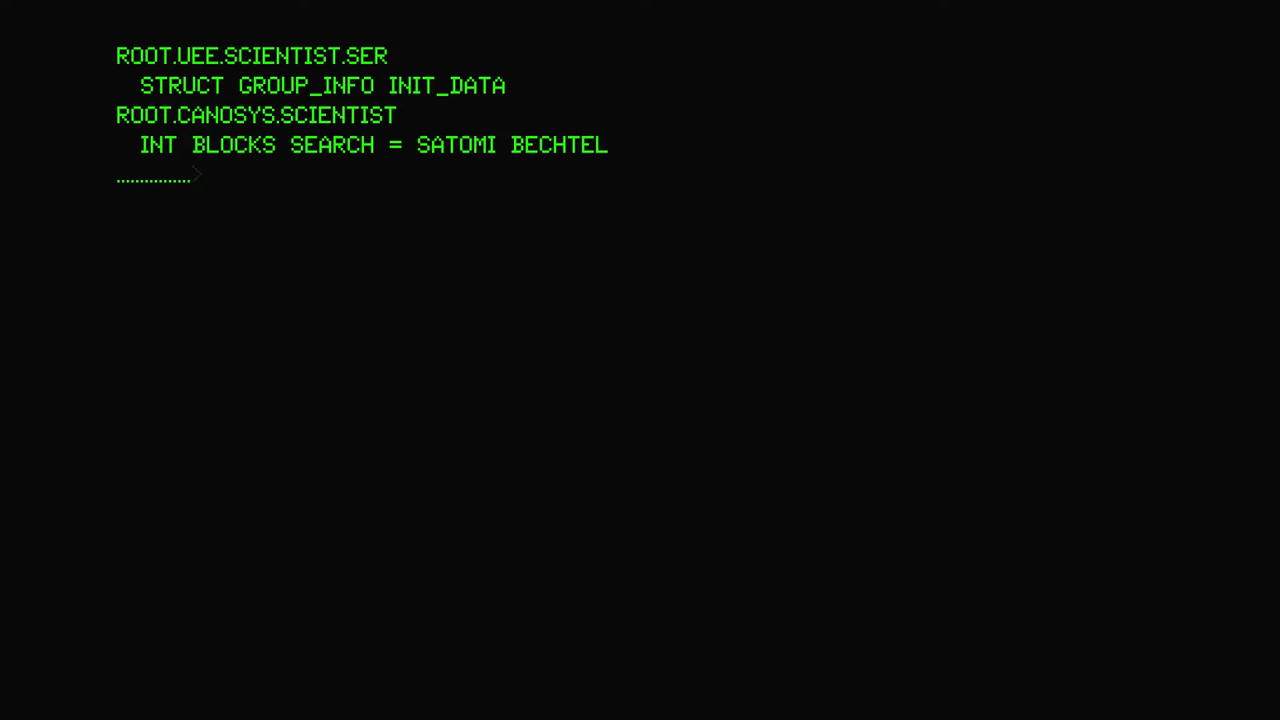 ROOT.UEE.SCIENTIST.SER
STRUCT GROUP_INFO INIT_DATA
ROOT.CANOSYS.SCIENTIST
INT BLOCKS SEARCH = SATOMI BECHTEL
................>